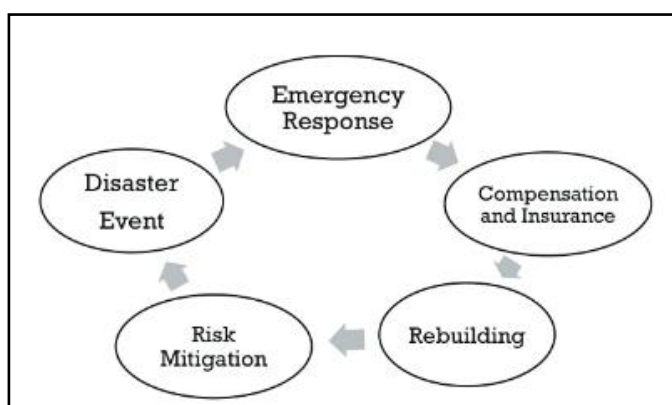 Emergency
Response
Compensation
and Insurance
Rebuilding
Risk
Mitigation
Disaster
Event